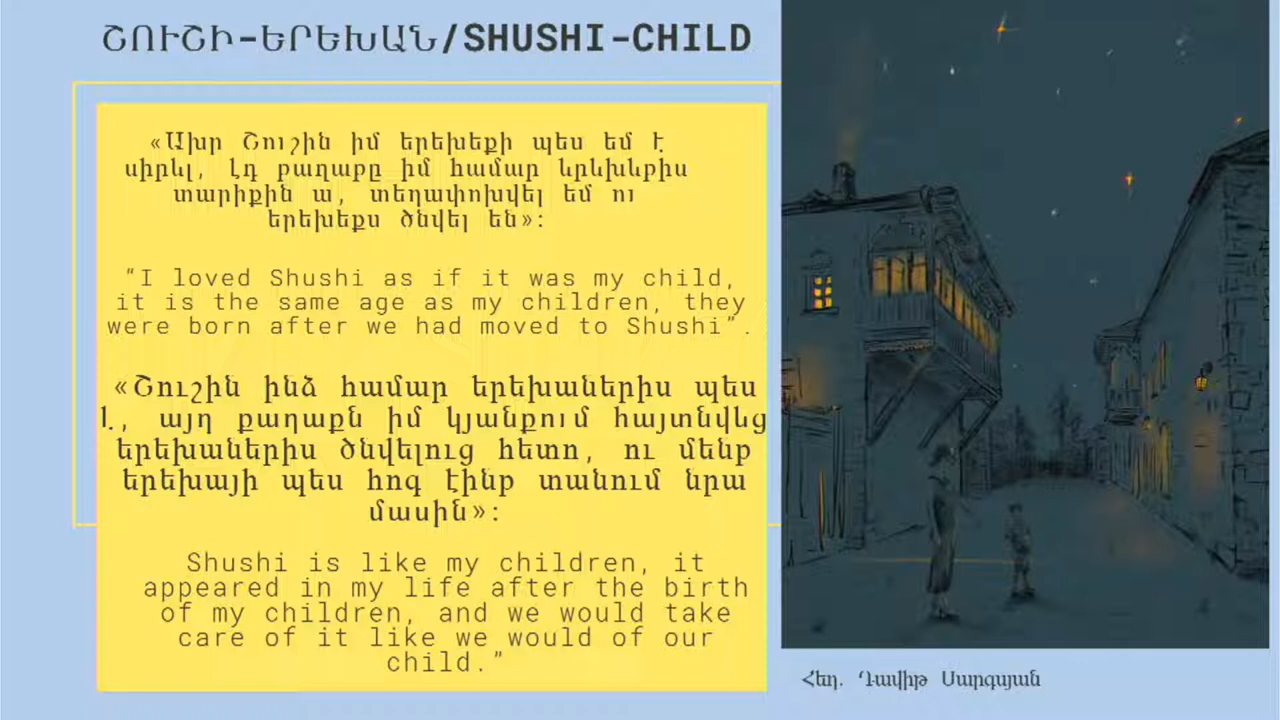 ՇՈՒՇԻ-ԵՐԵԽԱՆ/SHUSHI-CHILD
«Ախր Շուշին իմ երեխեքի պես եմ է
սիրել, էդ քաղաքը իմ համար երեխեքիս
տարիքին ա, տեղափոխվել եմ ու
երեխեքս ծնվել են»:
“I loved Shushi as if it was my child,
it is the same age as my children, they
were born after we had moved to Shushi”.
«Շուշին ինձ համար երեխաներիս պես
է, այդ քաղաքն իմ կյանքում հայտնվեց
երեխաներիս ծնվելուց հետո, ու մենք
երեխայի պես հոգ էինք տանում նրա
մասին»:
Shushi is like my children, it
appeared in my life after the birth
of my children, and we would take
care of it like we would of our
child.”
Հեղ. Դավիթ Սարգսյան